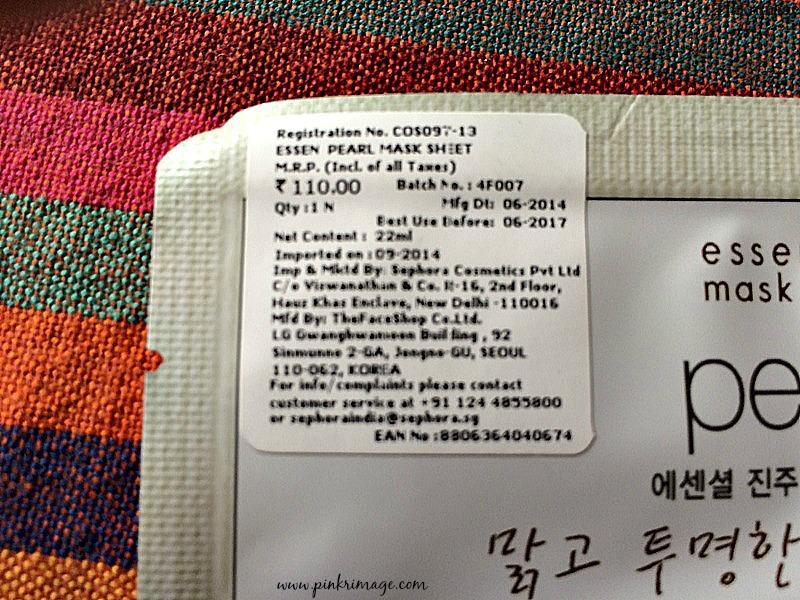 Registration No. COS097-13
ESSEN PEARL MASK SHEET
M.R.P. (Incl. of all Taxes)
₹ 110.00 Batch No. : 4F007
Qty : 1 N Mfg Dt: 06-2014
Best Use Before: 06-2017
Net Content : 22ml
Imported on : 09-2014
Imp & Mktd By: Sephora Cosmetics Pvt Ltd
C/o Viswanathan & Co. H-16, 2nd Floor,
Hauz Khas Enclave, New Delhi -110016
Mfd By: TheFaceShop Co.Ltd.
LG Gwanghwamoon Building , 92
Sinmunno 2-GA, Jongno-GU, SEOUL
110-062, KOREA
For info/complaints please contact
customer service at +91 124 4855800
or sephoraindia@sephora.sg
EAN No :8806364040674
esse
mask
pe
에센셜 진주
맑고 투명한
www.pinkrimage.com